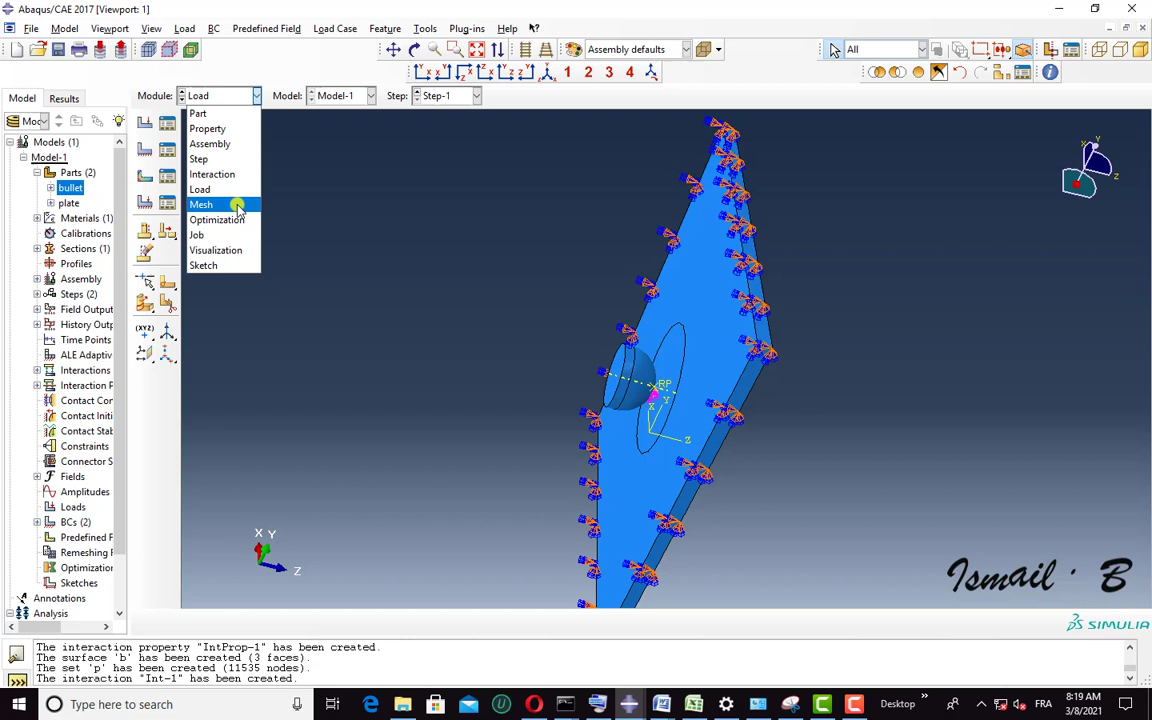 Abaqus/CAE 2017 [Viewport: 1]
File Model Viewport View Load BC Predefined Field Load Case Feature Tools Plug-ins Help
Assembly defaults All
1 2 3 4
Model Results Module: Load Model: Model-1 Step: Step-1
Part
Property
Assembly
Step
Interaction
Load
Mesh
Optimization
Job
Visualization
Sketch
Models (1)
Model-1
Parts (2)
bullet
plate
Materials (1)
Calibrations
Sections (1)
Profiles
Assembly
Steps (2)
Field Output
History Outp
Time Points
ALE Adaptiv
Interactions
Interaction P
Contact Con
Contact Initi
Contact Stab
Constraints
Connector S
Fields
Amplitudes
Loads
BCs (2)
Predefined F
Remeshing F
Optimization
Sketches
Annotations
Analysis
(XYZ)
RP
X Y
Z
X Y
Z
X Y
Z
Ismail · B
SIMULIA
The interaction property "IntProp-1" has been created.
The surface 'b' has been created (3 faces).
The set 'p' has been created (11535 nodes).
The interaction "Int-1" has been created.
Type here to search
Desktop
FRA
8:19 AM
3/8/2021